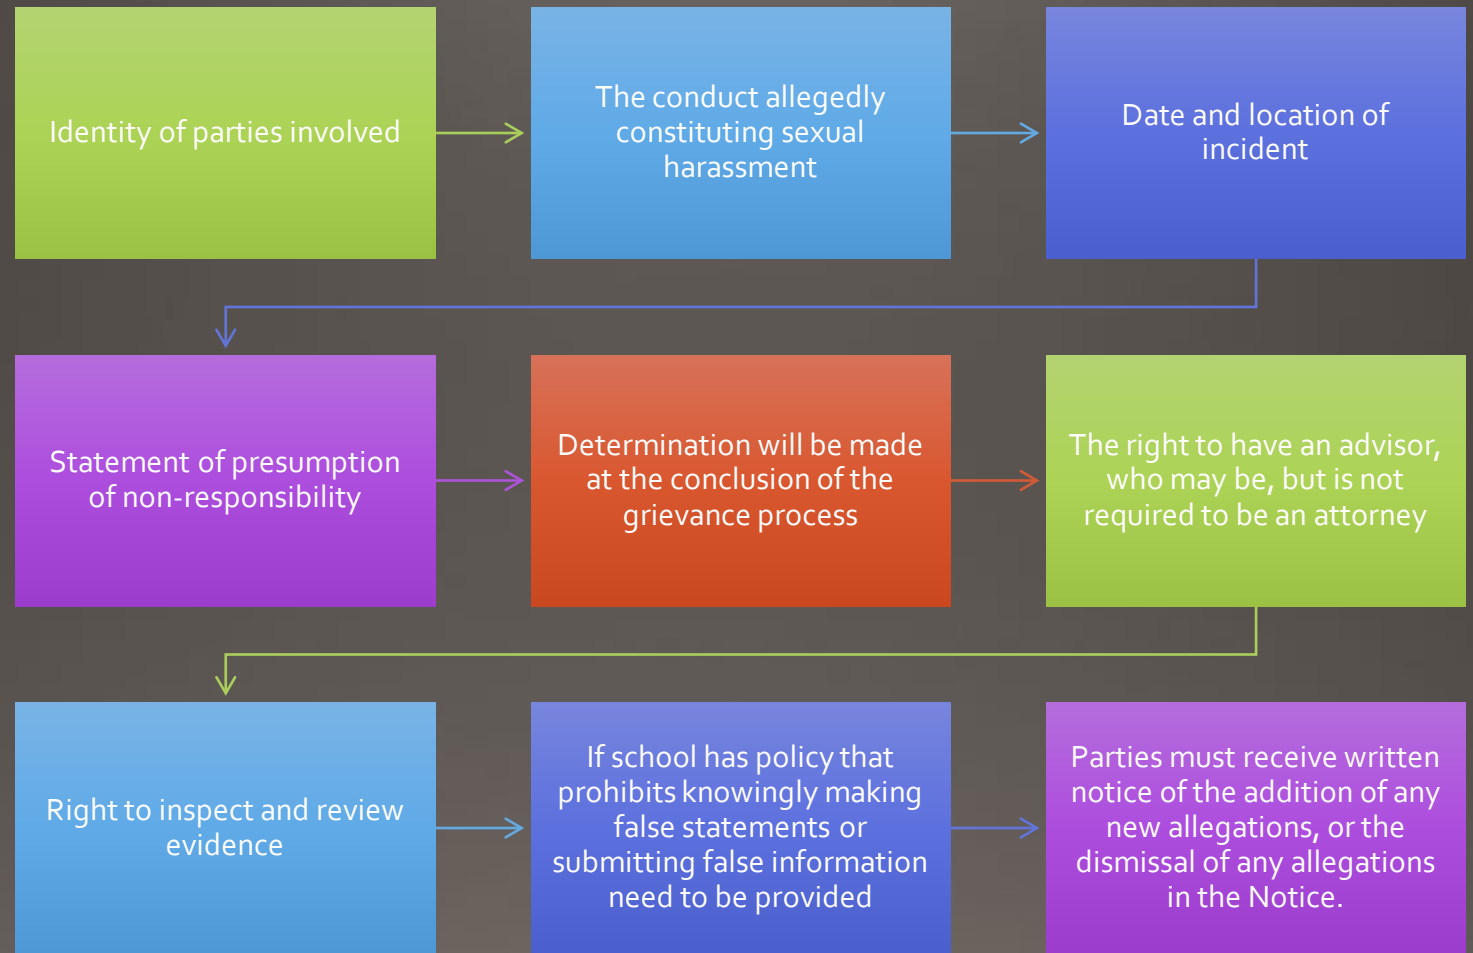 Identity of parties involved
The conduct allegedly
constituting sexual
harassment
Date and location of
incident
Statement of presumption
of non-responsibility
Determination will be made
at the conclusion of the
grievance process
The right to have an advisor,
who may be, but is not
required to be an attorney
Right to inspect and review
evidence
If school has policy that
prohibits knowingly making
false statements or
submitting false information
need to be provided
Parties must receive written
notice of the addition of any
new allegations, or the
dismissal of any allegations
in the Notice.